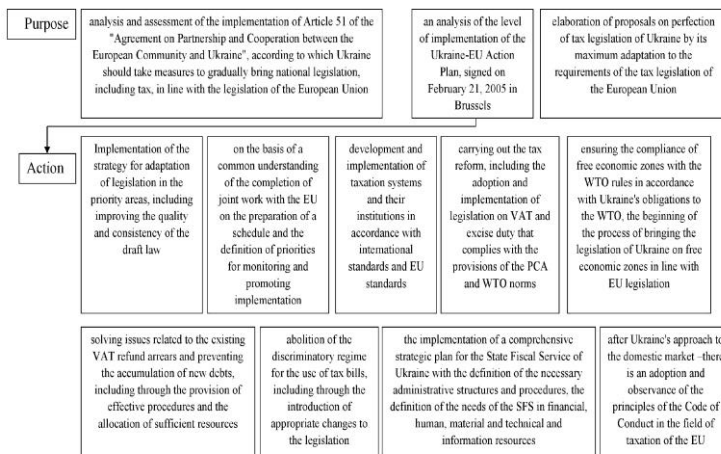 Purpose
analysis and assessment of the implementation of Article 51 of the
"Agreement on Partnership and Cooperation between the
European Community and Ukraine", according to which Ukraine
should take measures to gradually bring national legislation,
including tax, in line with the legislation of the European Union
an analysis of the level
of implementation of the
Ukraine-EU Action
Plan, signed on
February 21, 2005 in
Brussels
elaboration of proposals on perfection
of tax legislation of Ukraine by its
maximum adaptation to the
requirements of the tax legislation of
the European Union
Action
Implementation of the
strategy for adaptation
of legislation in the
priority areas, including
improving the quality
and consistency of the
draft law
on the basis of a
common understanding
of the completion of
joint work with the EU
on the preparation of a
schedule and the
definition of priorities
for monitoring and
promoting
implementation
development and
implementation of
taxation systems
and their
institutions in
accordance with
international
standards and EU
standards
carrying out the tax
reform, including the
adoption and
implementation of
legislation on VAT and
excise duty that
complies with the
provisions of the PCA
and WTO norms
ensuring the compliance of
free economic zones with the
WTO rules in accordance
with Ukraine's obligations to
the WTO, the beginning of
the process of bringing the
legislation of Ukraine on free
economic zones in line with
EU legislation
solving issues related to the existing
VAT refund arrears and preventing
the accumulation of new debts,
including through the provision of
effective procedures and the
allocation of sufficient resources
abolition of the
discriminatory regime
for the use of tax bills,
including through the
introduction of
appropriate changes to
the legislation
the implementation of a comprehensive
strategic plan for the State Fiscal Service of
Ukraine with the definition of the necessary
administrative structures and procedures, the
definition of the needs of the SFS in financial,
human, material and technical and
information resources
after Ukraine's approach to
the domestic market –there
is an adoption and
observance of the
principles of the Code of
Conduct in the field of
taxation of the EU